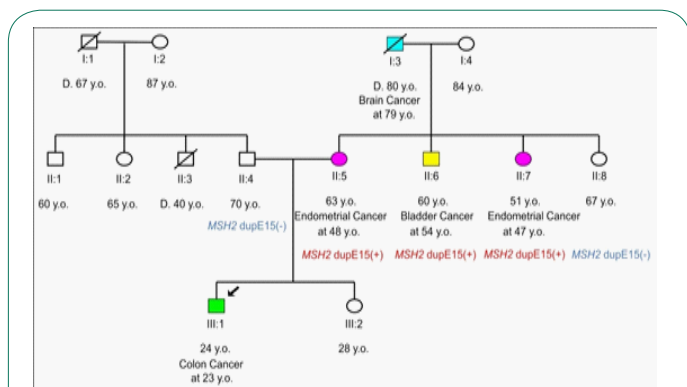 I:1 I:2 I:3 I:4
D. 67 y.o. 87 y.o. D. 80 y.o. 84 y.o.
Brain Cancer
at 79 y.o.
II:1 II:2 II:3 II:4 II:5 II:6 II:7 II:8
60 y.o. 65 y.o. D. 40 y.o. 70 y.o. 63 y.o. 60 y.o. 51 y.o. 67 y.o.
Endometrial Cancer Bladder Cancer Endometrial Cancer
at 48 y.o. at 54 y.o. at 47 y.o.
MSH2 dupE15(-) MSH2 dupE15(+) MSH2 dupE15(+) MSH2 dupE15(+) MSH2 dupE15(-)
III:1 III:2
24 y.o. 28 y.o.
Colon Cancer
at 23 y.o.